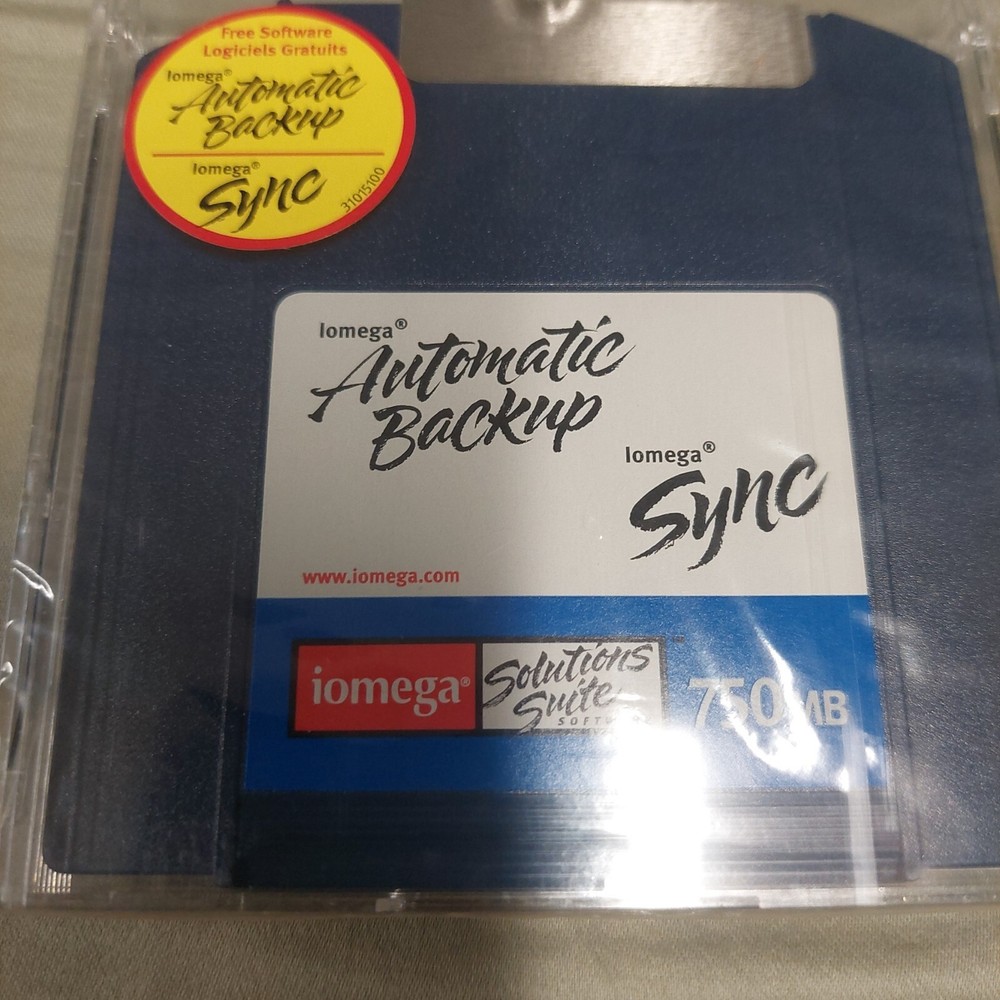 Free Software
Logiciels Gratuits
Iomega®
Automatic
Backup
Iomega®
Sync
31015100
Iomega®
Automatic
Backup
Iomega®
Sync
www.iomega.com
iomega®
Solutions
Suite
750MB